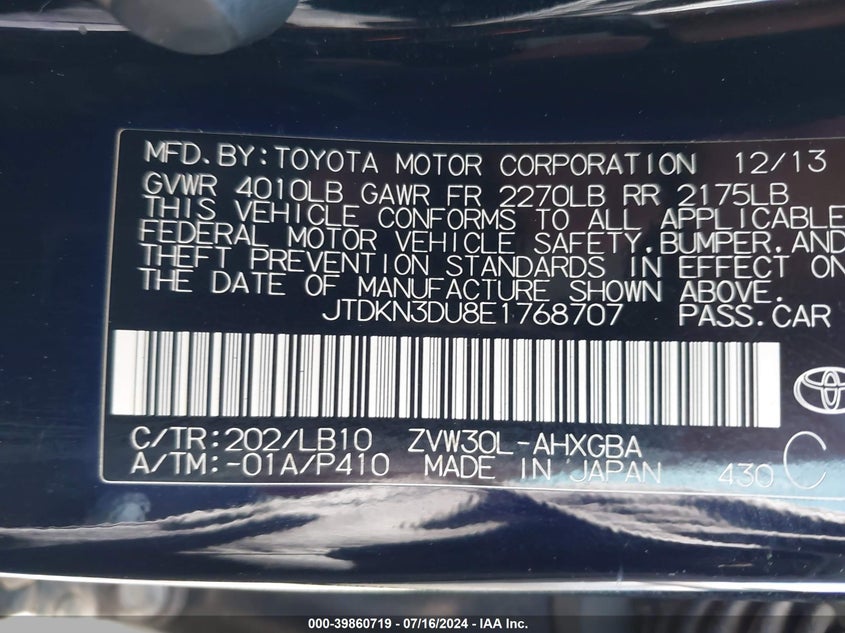 MFD.BY:TOYOTA MOTOR CORPORATION 12/13
GVWR 4010LB GAWR FR 2270LB RR 2175LB
THIS VEHICLE CONFORMS TO ALL APPLICABLE
FEDERAL MOTOR VEHICLE SAFETY.BUMPER.AND
THEFT PREVENTION STANDARDS IN EFFECT ON
THE DATE OF MANUFACTURE SHOWN ABOVE.
JTDKN3DU8E1768707 PASS.CAR
C/TR:202/LB10 ZVW30L-AHXGBA
A/TM:-01A/P410 MADE IN JAPAN 430 C
000-39860719 - 07/16/2024 - IAA Inc.